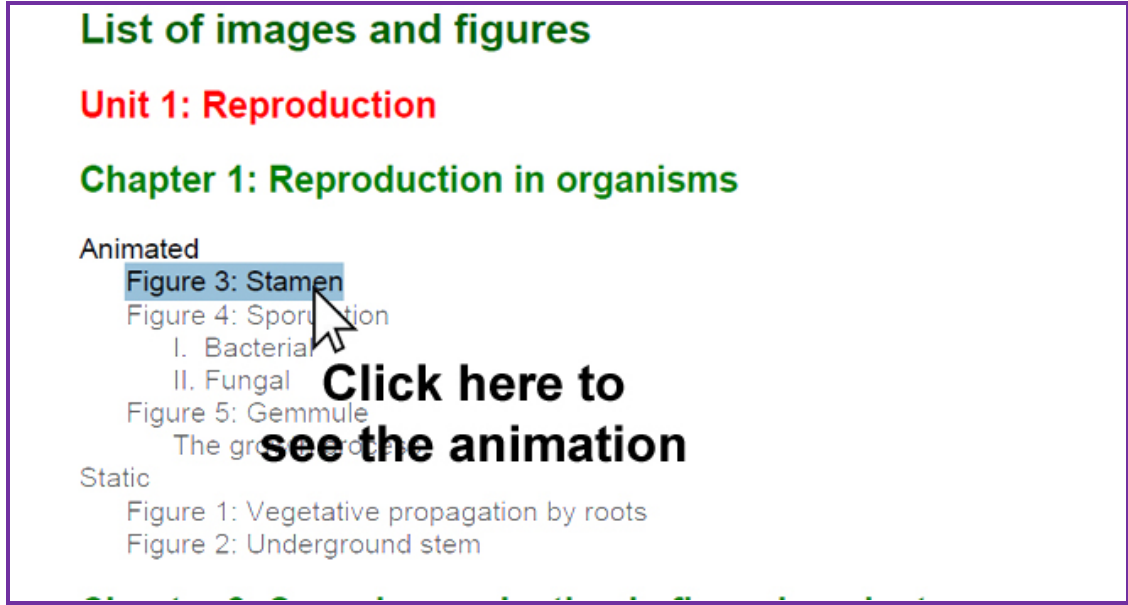 List of images and figures
Unit 1: Reproduction
Chapter 1: Reproduction in organisms
Animated
Figure 3: Stamen
Figure 4:
I. Bacterial
II. Fungal
Click here to
Figure 5: Gemmule
The
see the animation
Static
Figure 1: Vegetative propagation by roots
Figure 2: Underground stem